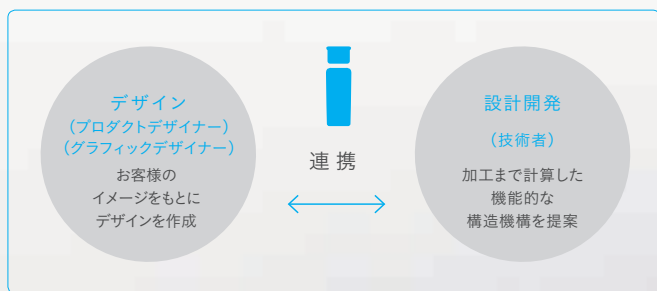 デザイン
(プロダクトデザイナー)
(グラフィックデザイナー)
お客様の
イメージをもとに
デザインを作成
連携
設計開発
(技術者)
加工まで計算した
機能的な
構造機構を提案